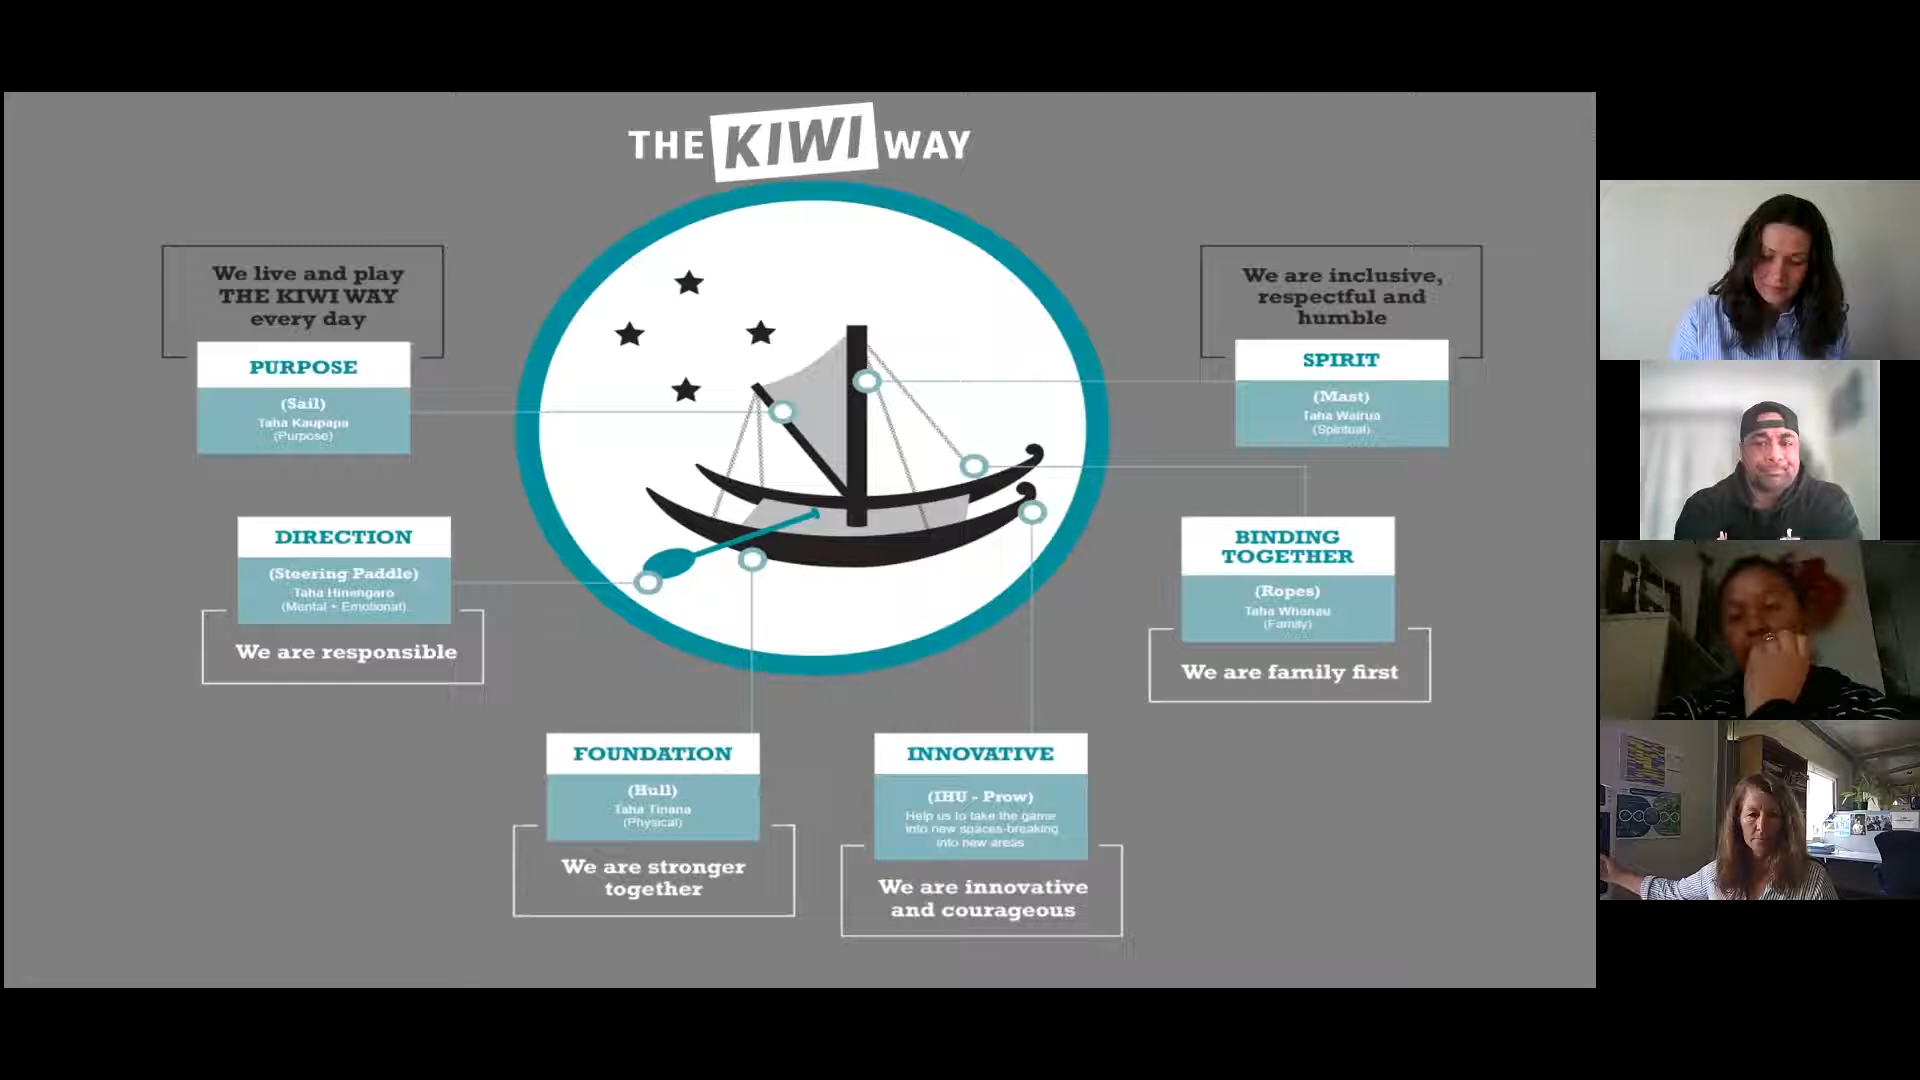 THE KIWI WAY
We live and play
THE KIWI WAY
every day
PURPOSE
(Sail)
Taha Kaupapa
(Purpose)
DIRECTION
(Steering Paddle)
Taha Hinengaro
(Mental + Emotional)
We are responsible
FOUNDATION
(Hull)
Taha Tinana
(Physical)
We are stronger
together
INNOVATIVE
(IHU - Prow)
Help us to take the game
into new spaces-breaking
into new areas
We are innovative
and courageous
We are inclusive,
respectful and
humble
SPIRIT
(Mast)
Taha Wairua
(Spiritual)
BINDING
TOGETHER
(Ropes)
Taha Whanau
(Family)
We are family first